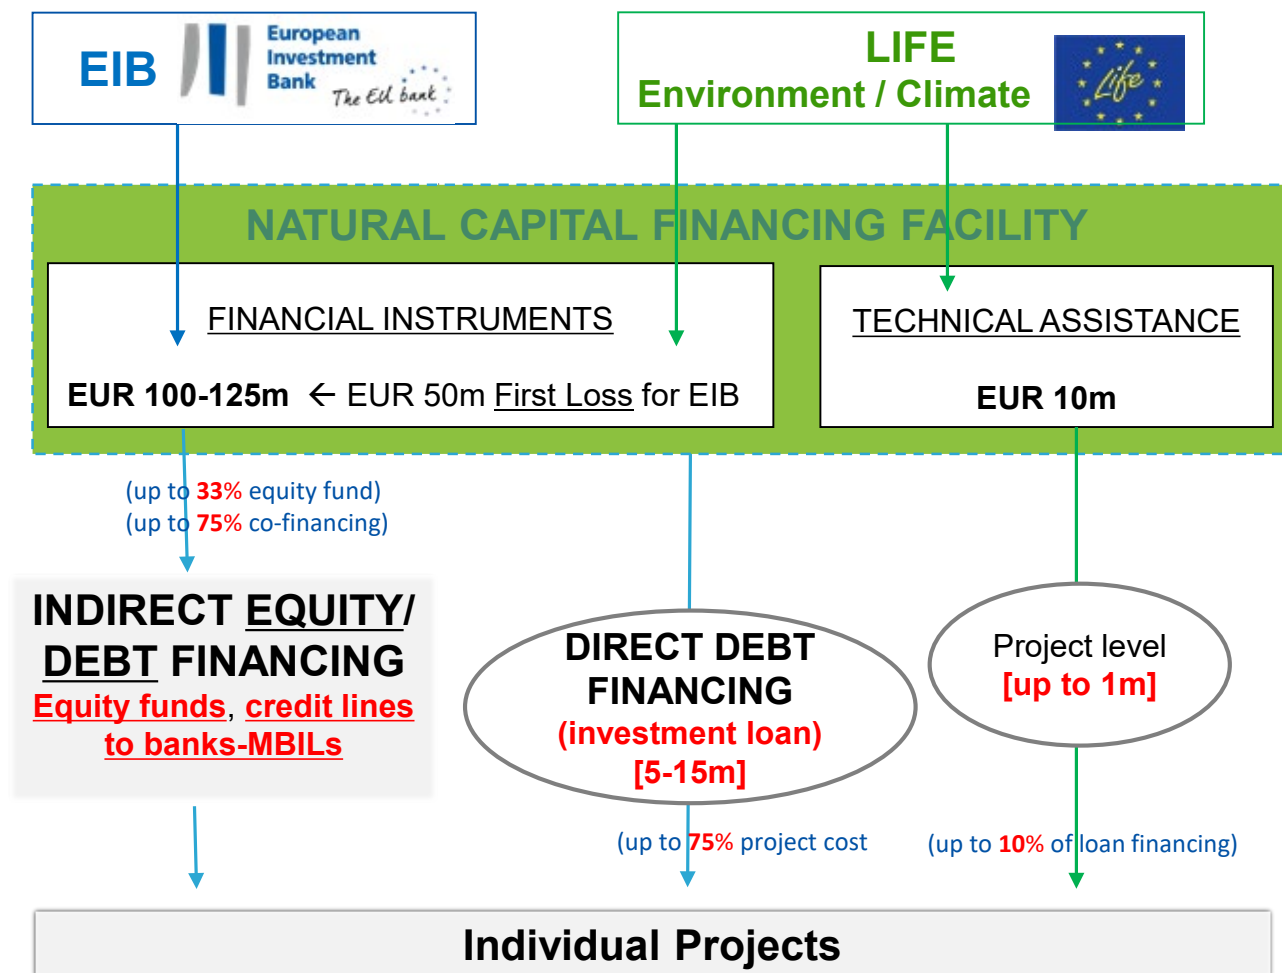 EIB
European
Investment
Bank
The EU bank
LIFE
Environment / Climate
Life
NATURAL CAPITAL FINANCING FACILITY
FINANCIAL INSTRUMENTS
EUR 100-125m ← EUR 50m First Loss for EIB
TECHNICAL ASSISTANCE
EUR 10m
(up to 33% equity fund)
(up to 75% co-financing)
INDIRECT EQUITY/
DEBT FINANCING
Equity funds, credit lines
to banks-MBILs
DIRECT DEBT
FINANCING
(investment loan)
[5-15m]
Project level
[up to 1m]
(up to 75% project cost
(up to 10% of loan financing)
Individual Projects